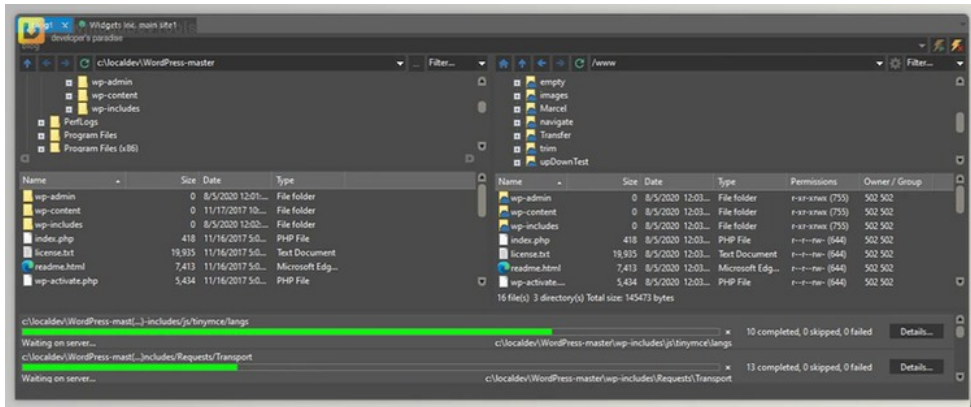 Widgets Inc. main site1
developer's paradise
Blog
c:\localdev\WordPress-master
Filter...
/www
Filter...
wp-admin
wp-content
wp-includes
PerfLogs
Program Files
Program Files (x86)
empty
images
Marcel
navigate
Transfer
trim
upDownTest
Name Size Date Type
wp-admin 0 8/5/2020 12:01:... File folder
wp-content 0 11/17/2017 10:... File folder
wp-includes 0 8/5/2020 12:02:... File folder
index.php 418 11/16/2017 5:0... PHP File
license.txt 19,935 11/16/2017 5:0... Text Document
readme.html 7,413 11/16/2017 5:0... Microsoft Edg...
wp-activate.php 5,434 11/16/2017 5:0... PHP File
Name Size Date Type Permissions Owner / Group
wp-admin 0 8/5/2020 12:03... File folder (755) 502 502
wp-content 0 8/5/2020 12:03... File folder (755) 502 502
wp-includes 0 8/5/2020 12:03... File folder (755) 502 502
index.php 418 8/5/2020 12:03... PHP File (644) 502 502
license.txt 19,935 8/5/2020 12:03... Text Document (644) 502 502
readme.html 7,413 8/5/2020 12:03... Microsoft Edg... (644) 502 502
wp-activate.... 5,434 8/5/2020 12:03... PHP File (644) 502 502
16 file(s) 3 directory(s) Total size: 145473 bytes
c:\localdev\WordPress-mast(...)-includes/js/tinymce/langs
10 completed, 0 skipped, 0 failed Details...
Waiting on server... c:\localdev\WordPress-master\wp-includes\js\tinymce\langs
c:\localdev\WordPress-mast(...)ncludes/Requests/Transport
13 completed, 0 skipped, 0 failed Details...
Waiting on server... c:\localdev\WordPress-master\wp-includes\Requests\Transport